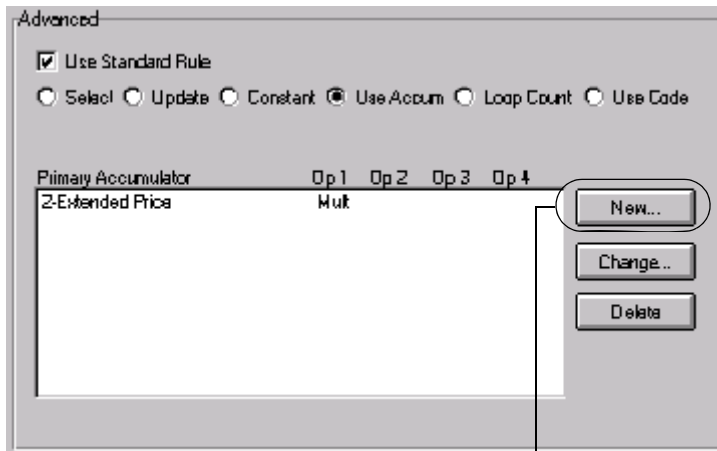 Advanced
Use Standard Rule
Select Update Constant Use Accum Loop Count Use Code
Primary Accumulator Op 1 Op 2 Op 3 Op 4
2-Extended Price Mult
New...
Change...
Delete